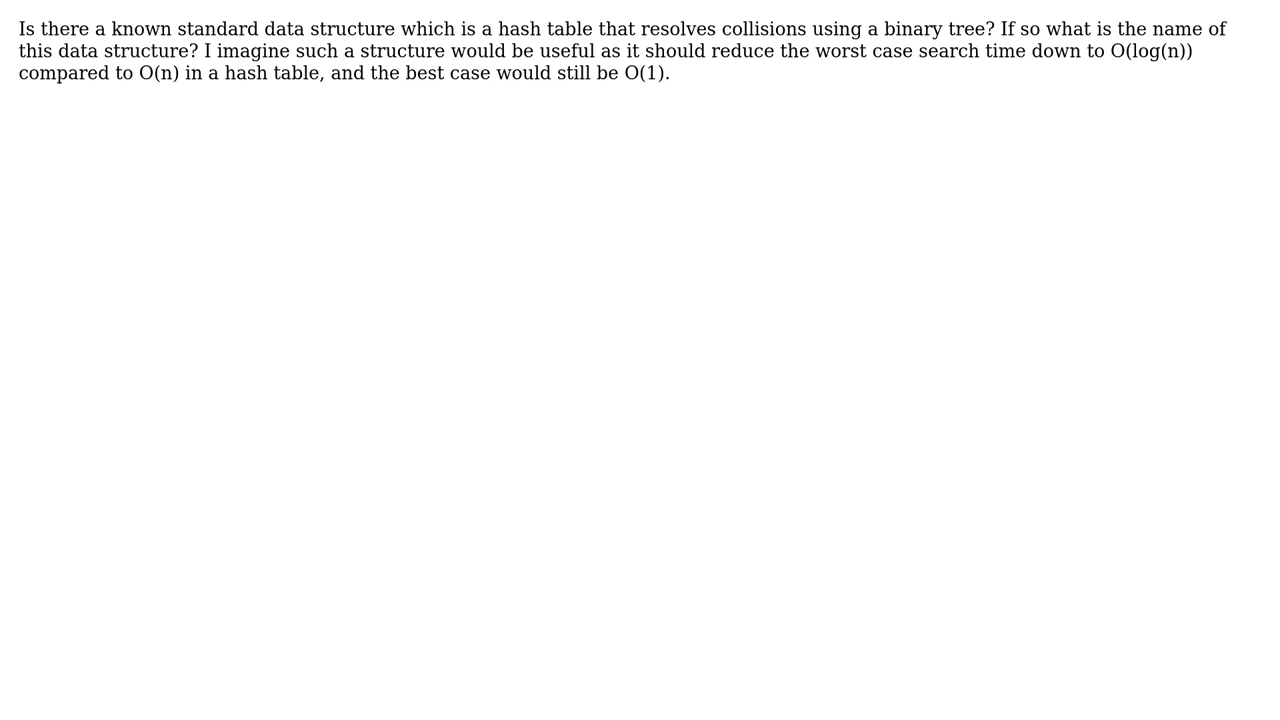 Is there a known standard data structure which is a hash table that resolves collisions using a binary tree? If so what is the name of
this data structure? I imagine such a structure would be useful as it should reduce the worst case search time down to O(log(n))
compared to O(n) in a hash table, and the best case would still be O(1).